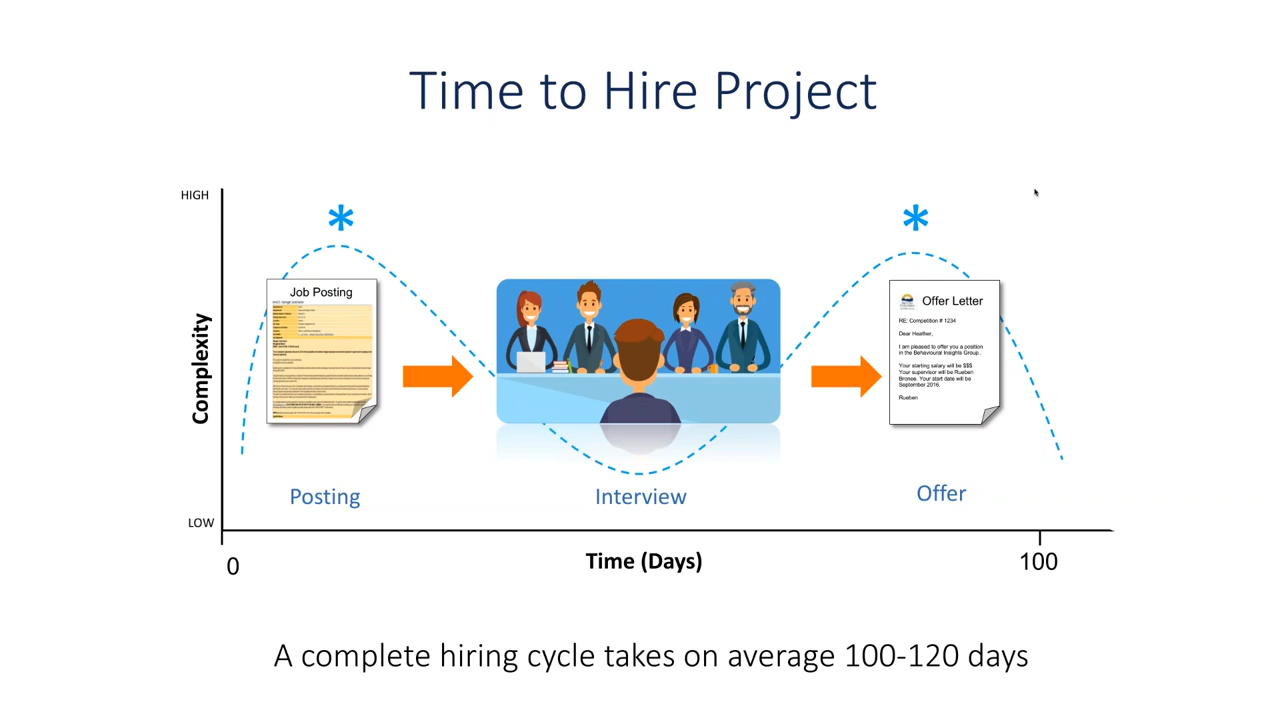 Time to Hire Project
HIGH
*
*
Job Posting
Offer Letter
RE: Competition # 1234
Dear Heather,
I am pleased to offer you a position
in the Behavioural Insights Group.
Your starting salary will be $$$.
Your supervisor will be Rueben
Bronee. Your start date will be
September 2016.
Rueben
Complexity
Posting
Interview
Offer
LOW
0
Time (Days)
100
A complete hiring cycle takes on average 100-120 days